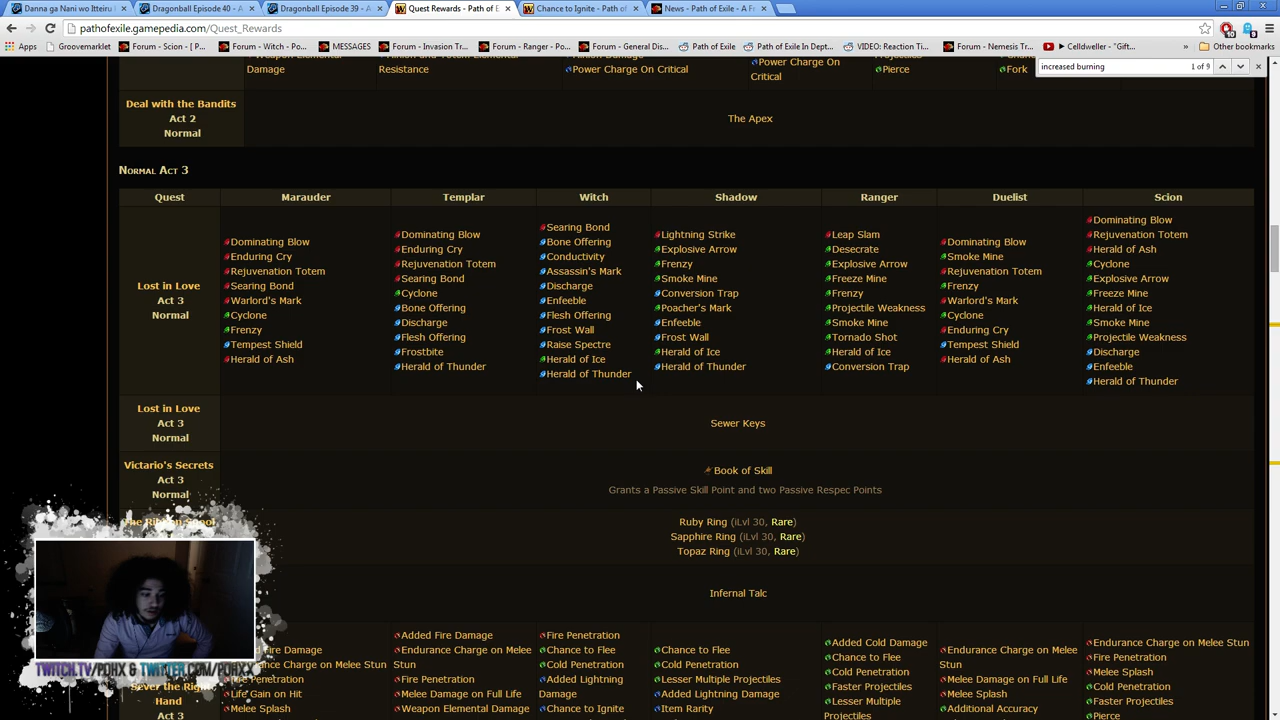 Danna ga Nani wo Itteiru
Dragonball Episode 40 - A
Dragonball Episode 39 - A
Quest Rewards - Path of E
Chance to Ignite - Path of
News - Path of Exile - A F
pathofexile.gamepedia.com/Quest_Rewards
Apps
Groovemarklet
Forum - Scion - [ P...
Forum - Witch - Po...
MESSAGES
Forum - Invasion Tr...
Forum - Ranger - Po...
Forum - General Dis...
Path of Exile
Path of Exile In Dept...
VIDEO: Reaction Ti...
Forum - Nemesis Tr...
Celldweller - "Gift...
»
Other bookmarks
increased burning
1 of 9
Damage
Resistance
Power Charge On Critical
Power Charge On
Critical
Pierce
Fork
Deal with the Bandits
Act 2
Normal
The Apex
Normal Act 3
Quest
Marauder
Templar
Witch
Shadow
Ranger
Duelist
Scion
Lost in Love
Act 3
Normal
Dominating Blow
Enduring Cry
Rejuvenation Totem
Searing Bond
Warlord's Mark
Cyclone
Frenzy
Tempest Shield
Herald of Ash
Dominating Blow
Enduring Cry
Rejuvenation Totem
Searing Bond
Cyclone
Bone Offering
Discharge
Flesh Offering
Frostbite
Herald of Thunder
Searing Bond
Bone Offering
Conductivity
Assassin's Mark
Discharge
Enfeeble
Flesh Offering
Frost Wall
Raise Spectre
Herald of Ice
Herald of Thunder
Lightning Strike
Explosive Arrow
Frenzy
Smoke Mine
Conversion Trap
Poacher's Mark
Enfeeble
Frost Wall
Herald of Ice
Herald of Thunder
Leap Slam
Desecrate
Explosive Arrow
Freeze Mine
Frenzy
Projectile Weakness
Smoke Mine
Tornado Shot
Herald of Ice
Conversion Trap
Dominating Blow
Smoke Mine
Rejuvenation Totem
Frenzy
Warlord's Mark
Cyclone
Enduring Cry
Tempest Shield
Herald of Ash
Dominating Blow
Rejuvenation Totem
Herald of Ash
Cyclone
Explosive Arrow
Freeze Mine
Herald of Ice
Smoke Mine
Projectile Weakness
Discharge
Enfeeble
Herald of Thunder
Lost in Love
Act 3
Normal
Sewer Keys
Victario's Secrets
Act 3
Normal
Book of Skill
Grants a Passive Skill Point and two Passive Respec Points
Ruby Ring (iLvl 30, Rare)
Sapphire Ring (iLvl 30, Rare)
Topaz Ring (iLvl 30, Rare)
Infernal Talc
Sever the Right
Hand
Act 3
Fire Damage
Endurance Charge on Melee Stun
Penetration
Life Gain on Hit
Melee Splash
Added Fire Damage
Endurance Charge on Melee
Stun
Fire Penetration
Melee Damage on Full Life
Weapon Elemental Damage
Fire Penetration
Chance to Flee
Cold Penetration
Added Lightning
Damage
Chance to Ignite
Chance to Flee
Cold Penetration
Lesser Multiple Projectiles
Added Lightning Damage
Item Rarity
Added Cold Damage
Chance to Flee
Cold Penetration
Faster Projectiles
Lesser Multiple
Projectiles
Endurance Charge on Melee
Stun
Melee Damage on Full Life
Melee Splash
Additional Accuracy
Endurance Charge on Melee Stun
Fire Penetration
Melee Splash
Cold Penetration
Faster Projectiles
Pierce
TWITCH.TV/POHX & TWITTER.COM/POHXX